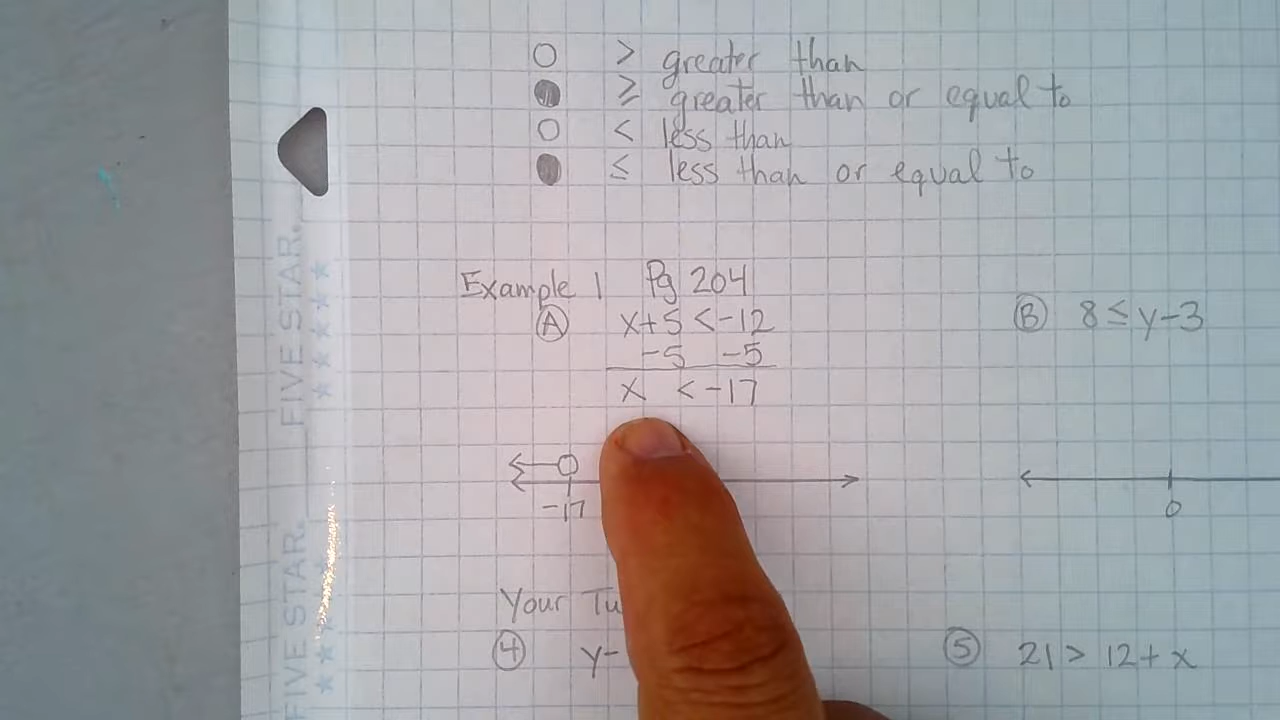 > greater than
≥ greater than or equal to
< less than
≤ less than or equal to
Example 1 Pg 204
Ⓐ x+5 <-12
-5 -5
x < -17
-17
Ⓑ 8 ≤ y-3
0
Your
④ y-
⑤ 21 > 12 + x
FIVE STAR.
FIVE STAR.